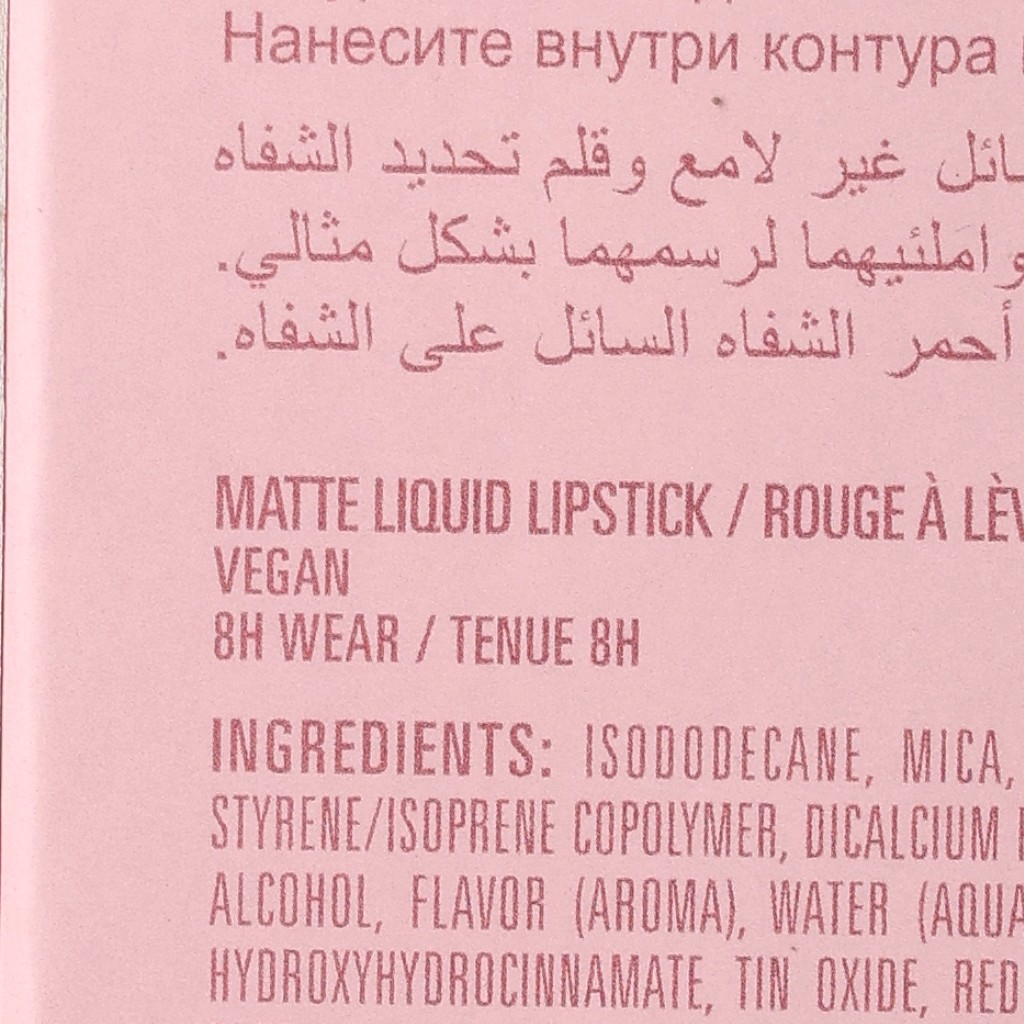 Нанесите внутри контура
غير لامع وقلم تحديد الشفاه
واملئيهما لرسمهما بشكل مثالي.
أحمر الشفاه السائل على الشفاه.
MATTE LIQUID LIPSTICK / ROUGE À
VEGAN
8H WEAR / TENUE 8H
INGREDIENTS: ISODODECANE, MICA,
STYRENE/ISOPRENE COPOLYMER, DICALCIUM
ALCOHOL, FLAVOR (AROMA), WATER (AQUA
HYDROXYHYDROCINNAMATE, TIN OXIDE, RED